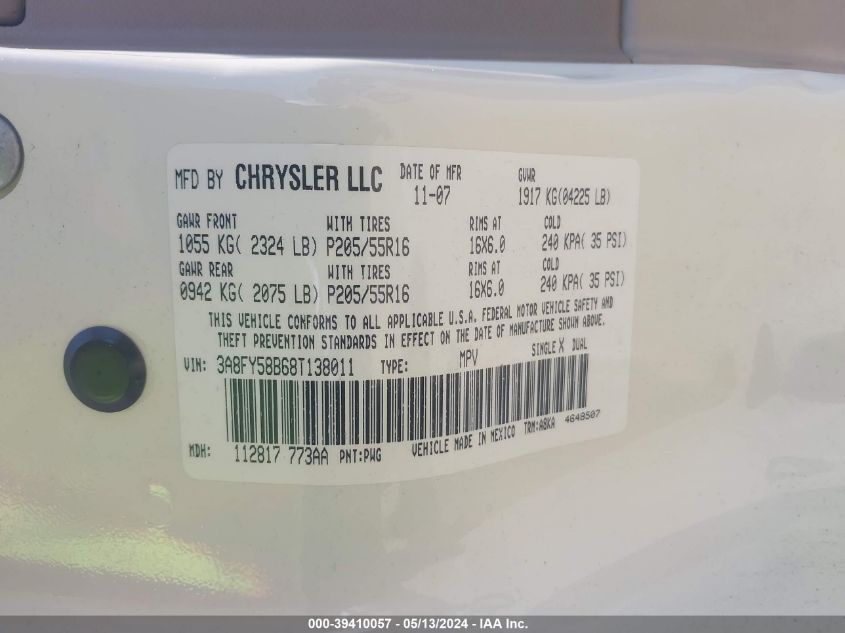 MFD BY CHRYSLER LLC DATE OF MFR 11-07 GVWR 1917 KG(04225 LB)
GAWR FRONT WITH TIRES RIMS AT COLD
1055 KG( 2324 LB) P205/55R16 16X6.0 240 KPA( 35 PSI)
GAWR REAR WITH TIRES RIMS AT COLD
0942 KG( 2075 LB) P205/55R16 16X6.0 240 KPA( 35 PSI)
THIS VEHICLE CONFORMS TO ALL APPLICABLE U.S.A. FEDERAL MOTOR VEHICLE SAFETY AND
THEFT PREVENTION STANDARDS IN EFFECT ON THE DATE OF MANUFACTURE SHOWN ABOVE.
VIN: 3A8FY58B68T138011 TYPE: MPV SINGLE X DUAL
MDH: 112817 773AA PNT:PWG VEHICLE MADE IN MEXICO TRM:A8KA 4648507
000-39410057 - 05/13/2024 - IAA Inc.